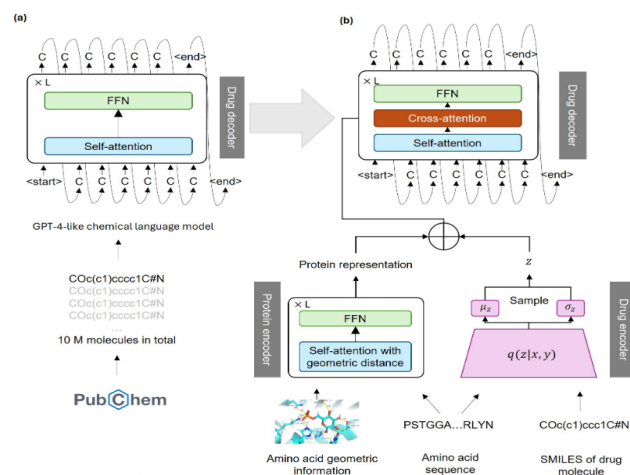 (a)
C C C C C <end>
× L
FFN
Self-attention
Drug decoder
<start> C C C C C <end>
GPT-4-like chemical language model
COc(c1)cccc1C#N
COc(c1)cccc1C#N
COc(c1)cccc1C#N
COc(c1)cccc1C#N
...
10 M molecules in total
PubChem
(b)
C C C C C <end>
× L
FFN
Cross-attention
Self-attention
Drug decoder
<start> C C C C C <end>
Protein representation
z
Protein encoder
× L
FFN
Self-attention with
geometric distance
μz Sample σz
q(z|x, y)
Drug encoder
Amino acid geometric
information
PSTGGA...RLYN
Amino acid
sequence
COc(c1)ccc1C#N
SMILES of drug
molecule